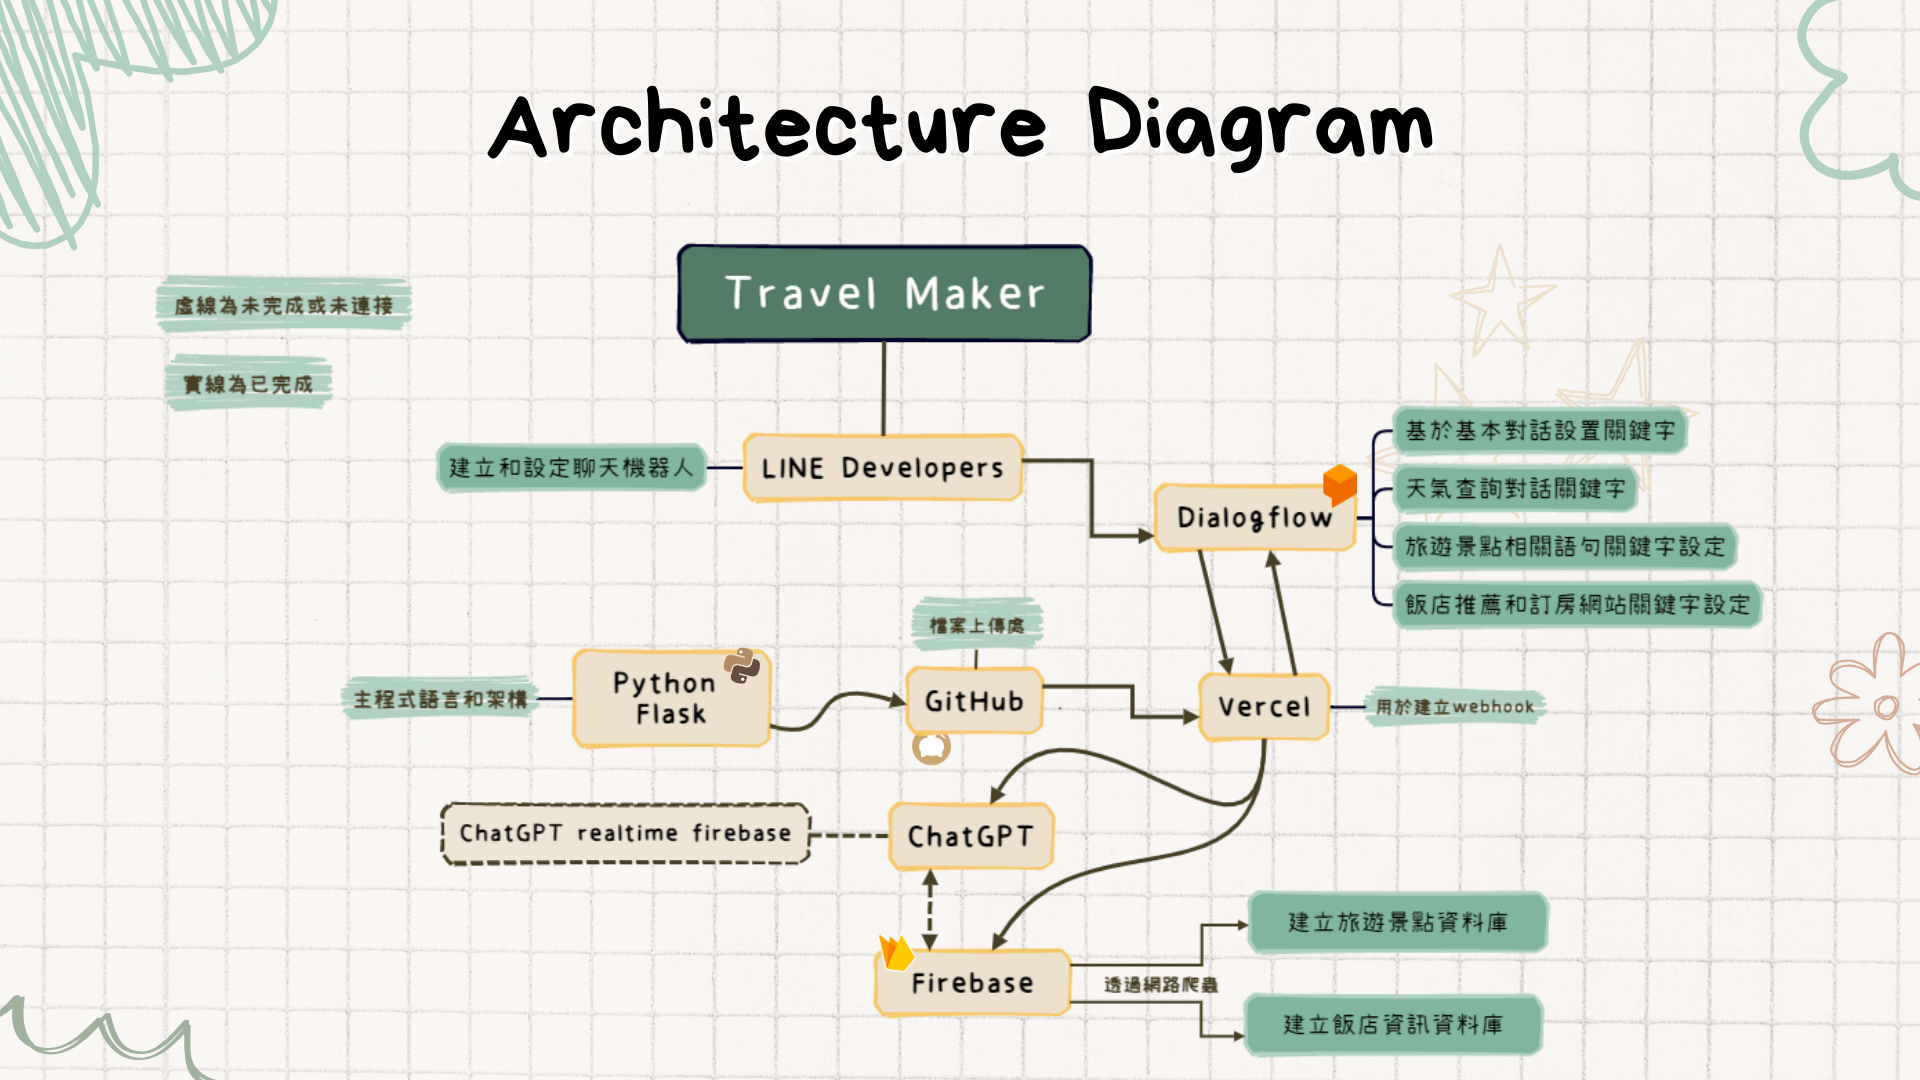 Architecture Diagram
Travel Maker
虛線為未完成或未連接
實線為已完成
建立和設定聊天機器人
LINE Developers
Dialogflow
基於基本對話設置關鍵字
天氣查詢對話關鍵字
旅遊景點相關語句關鍵字設定
飯店推薦和訂房網站關鍵字設定
檔案上傳處
主程式語言和架構
Python
Flask
GitHub
Vercel
用於建立webhook
ChatGPT realtime firebase
ChatGPT
Firebase
透過網路爬蟲
建立旅遊景點資料庫
建立飯店資訊資料庫